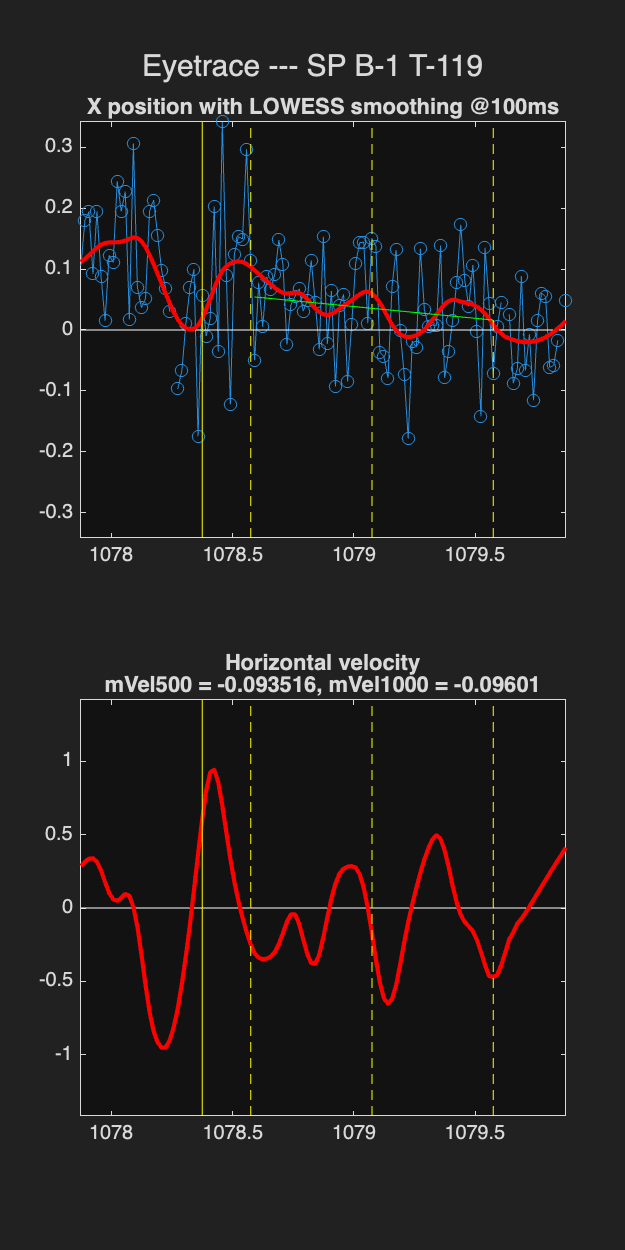 Eyetrace --- SP B-1 T-119
X position with LOWESS smoothing @100ms
0.3
0.2
0.1
0
-0.1
-0.2
-0.3
1078 1078.5 1079 1079.5
Horizontal velocity
mVel500 = -0.093516, mVel1000 = -0.09601
1
0.5
0
-0.5
-1
1078 1078.5 1079 1079.5